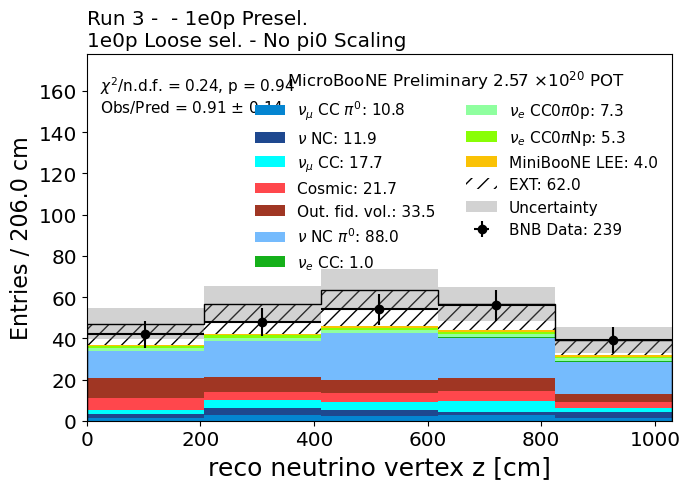 Run 3 -  - 1e0p Presel.
1e0p Loose sel. - No pi0 Scaling
χ²/n.d.f. = 0.24, p = 0.94
MicroBooNE Preliminary 2.57 ×10²⁰ POT
Obs/Pred = 0.91 ± 0.14
ν_μ CC π⁰: 10.8
ν NC: 11.9
ν_μ CC: 17.7
Cosmic: 21.7
Out. fid. vol.: 33.5
ν NC π⁰: 88.0
ν_e CC: 1.0
ν_e CC0π0p: 7.3
ν_e CC0πNp: 5.3
MiniBooNE LEE: 4.0
EXT: 62.0
Uncertainty
BNB Data: 239
Entries / 206.0 cm
160
140
120
100
80
60
40
20
0
0 200 400 600 800 1000
reco neutrino vertex z [cm]